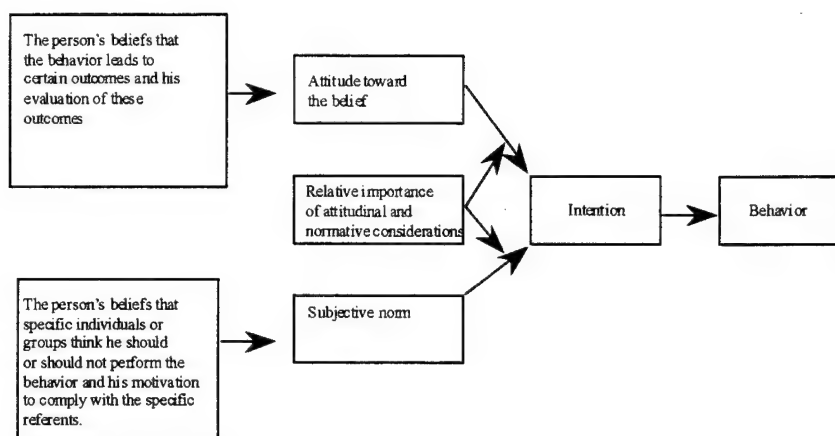 The person's beliefs that
the behavior leads to
certain outcomes and his
evaluation of these
outcomes
Attitude toward
the belief
Relative importance
of attitudinal and
normative considerations
Intention
Behavior
The person's beliefs that
specific individuals or
groups think he should
or should not perform the
behavior and his motivation
to comply with the specific
referents.
Subjective norm